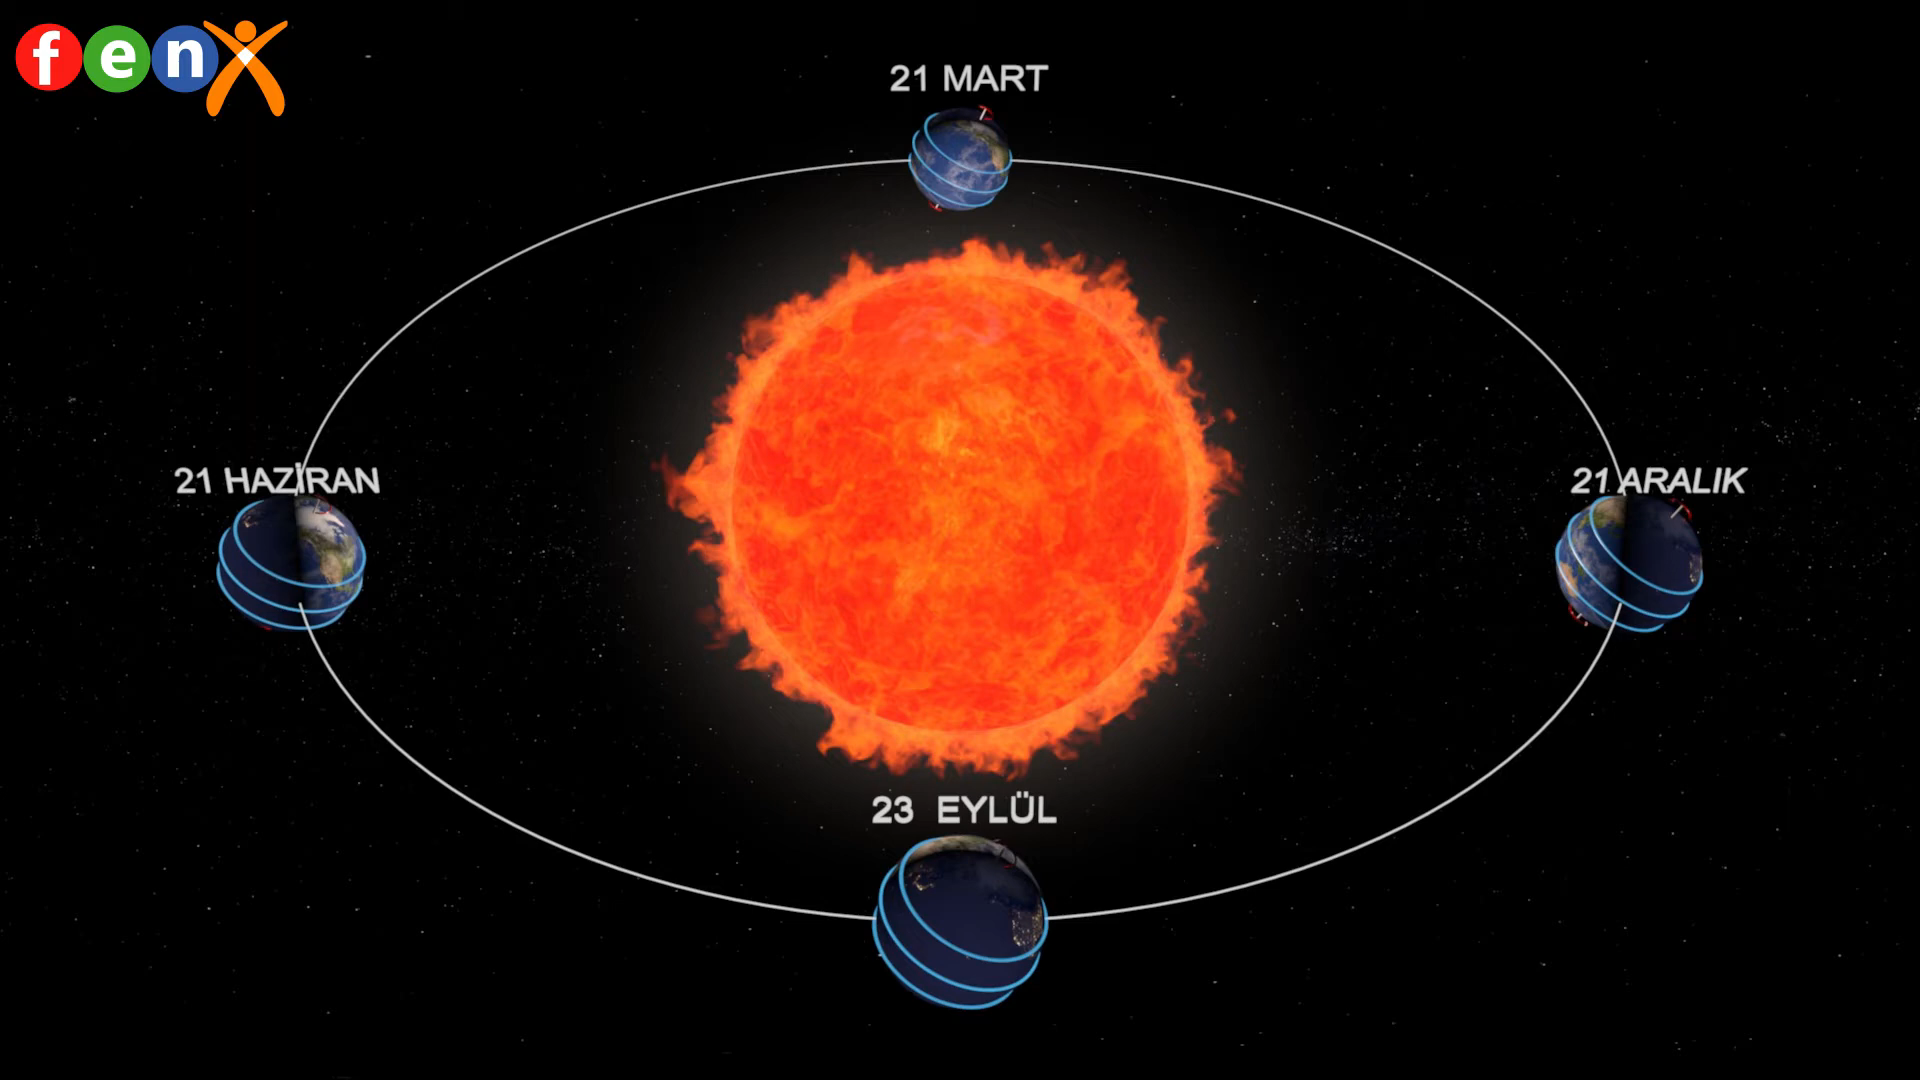 fenX
21 MART
21 HAZİRAN
21 ARALIK
23 EYLÜL